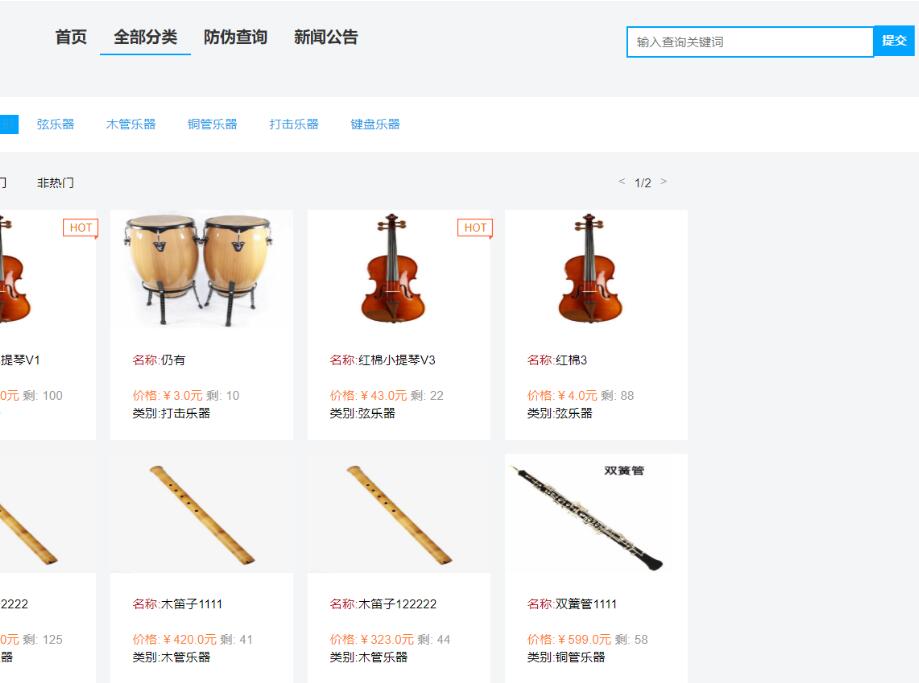 首页 全部分类 防伪查询 新闻公告 输入查询关键词 提交
弦乐器 木管乐器 铜管乐器 打击乐器 键盘乐器
非热门 < 1/2 >
HOT HOT
提琴V1 名称:仍有 名称:红棉小提琴V3 名称:红棉3
0元 剩: 100 价格:￥3.0元 剩: 10 价格:￥43.0元 剩: 22 价格:￥4.0元 剩: 88
类别:打击乐器 类别:弦乐器 类别:弦乐器
双簧管
2222 名称:木笛子1111 名称:木笛子122222 名称:双簧管1111
0元 剩: 125 价格:￥420.0元 剩: 41 价格:￥323.0元 剩: 44 价格:￥599.0元 剩: 58
器 类别:木管乐器 类别:木管乐器 类别:铜管乐器